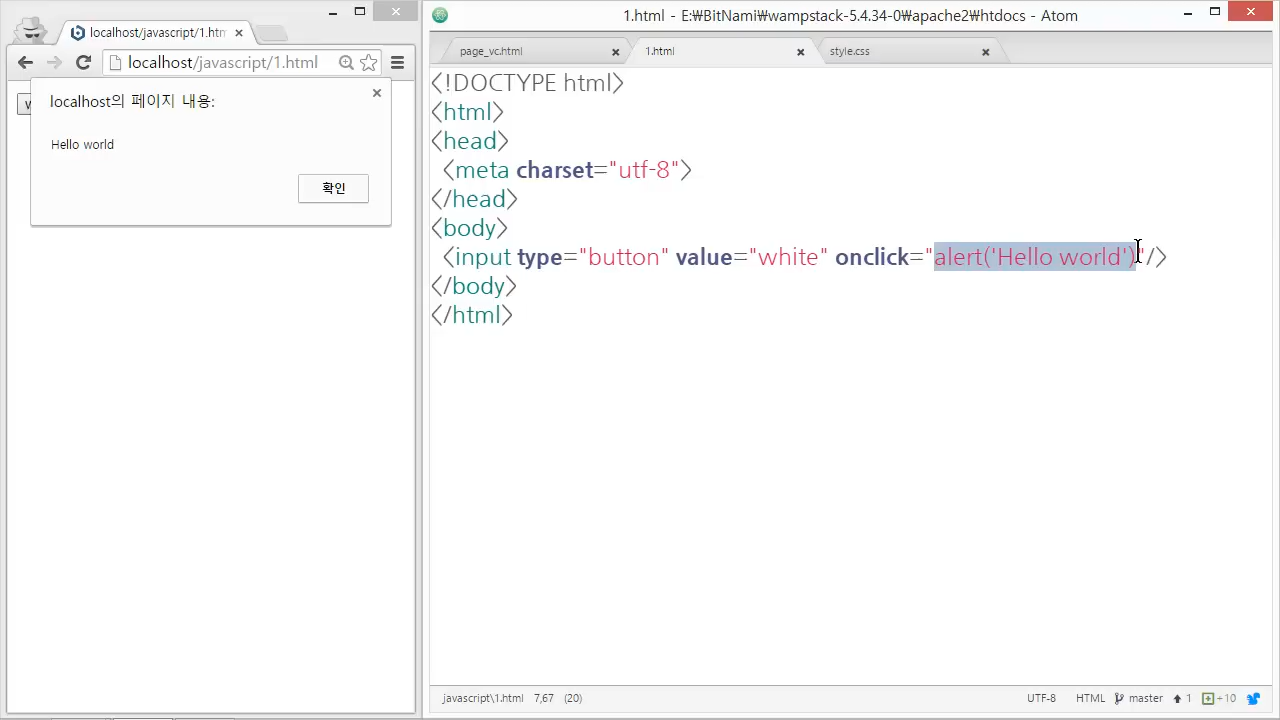 localhost/javascript/1.htm
localhost/javascript/1.html
localhost의 페이지 내용:
Hello world
확인
1.html - E:₩BitNami₩wampstack-5.4.34-0₩apache2₩htdocs - Atom
page_vc.html
1.html
style.css
<!DOCTYPE html>
<html>
<head>
<meta charset="utf-8">
</head>
<body>
<input type="button" value="white" onclick="alert('Hello world')"/>
</body>
</html>
javascript\1.html 7,67 (20)
UTF-8 HTML master 1 +10